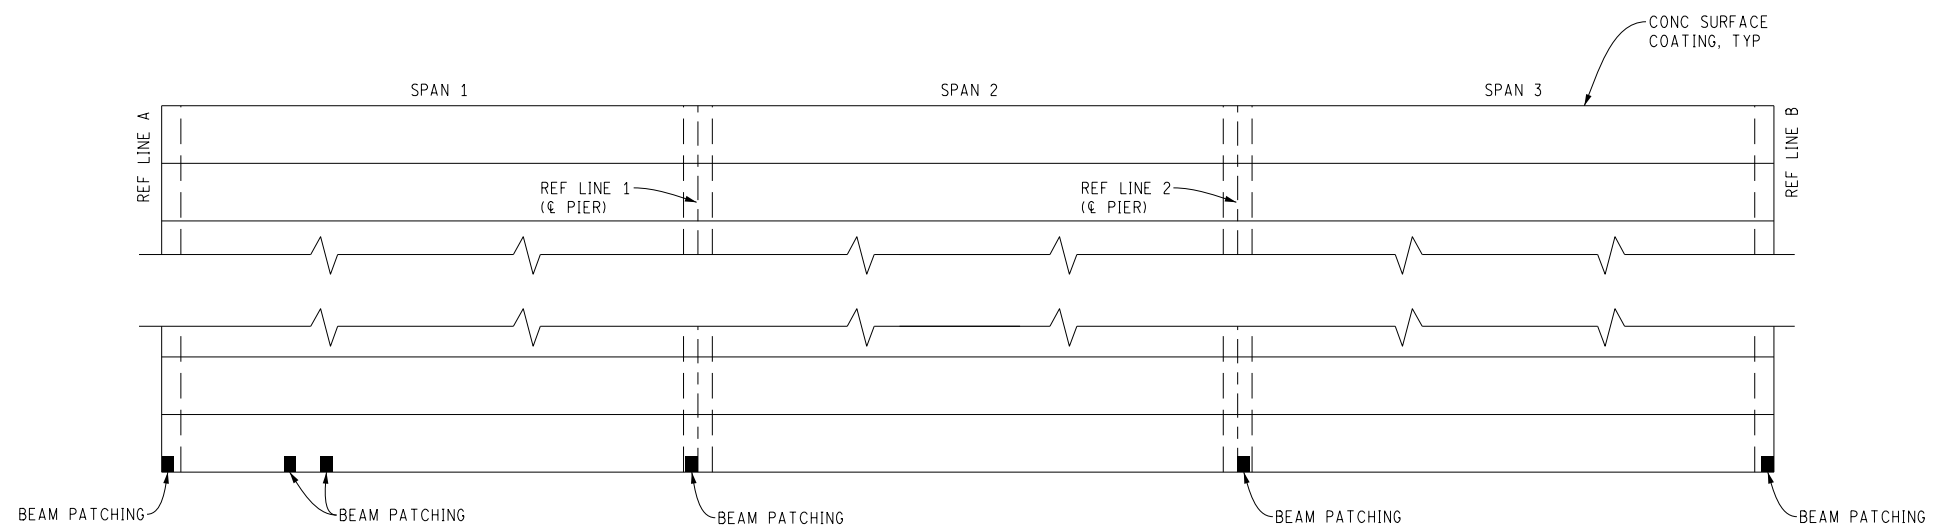 CONC SURFACE
COATING, TYP
SPAN 1
SPAN 2
SPAN 3
REF LINE A
REF LINE B
REF LINE 1
(℄ PIER)
REF LINE 2
(℄ PIER)
BEAM PATCHING
BEAM PATCHING
BEAM PATCHING
BEAM PATCHING
BEAM PATCHING